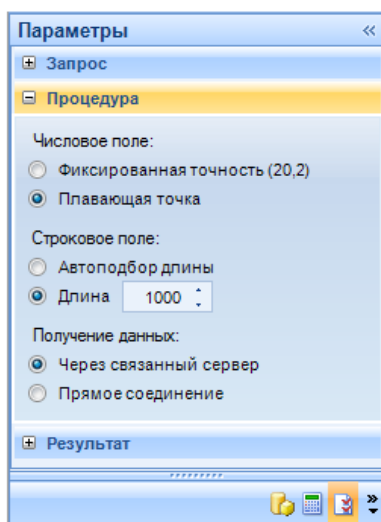 Параметры
Запрос
Процедура
Числовое поле:
Фиксированная точность (20,2)
Плавающая точка
Строковое поле:
Автоподбор длины
Длина 1000
Получение данных:
Через связанный сервер
Прямое соединение
Результат